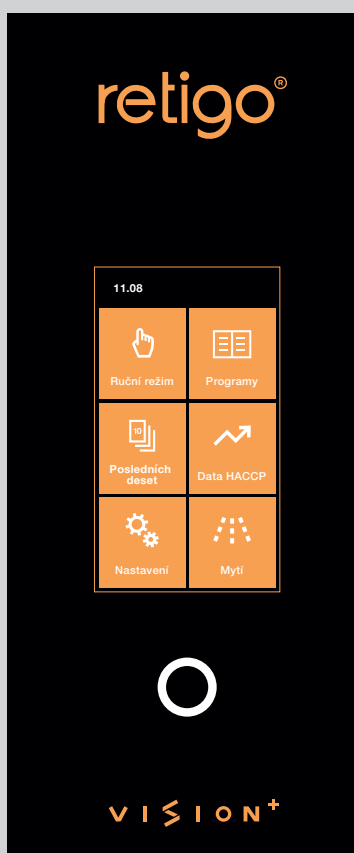 retigo®
11.08
Ruční režim
Programy
10
Posledních
deset
Data HACCP
Nastavení
Mytí
VISION+